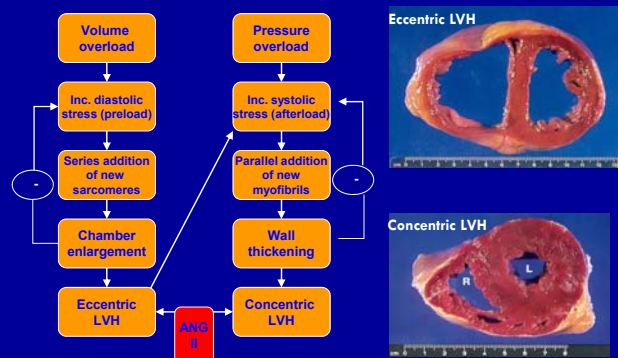 Volume
overload
Inc. diastolic
stress (preload)
Series addition
of new
sarcomeres
-
Chamber
enlargement
Eccentric
LVH
Pressure
overload
Inc. systolic
stress (afterload)
Parallel addition
of new
myofibrils
-
Wall
thickening
Concentric
LVH
ANG
II
Eccentric LVH
Concentric LVH
R
L